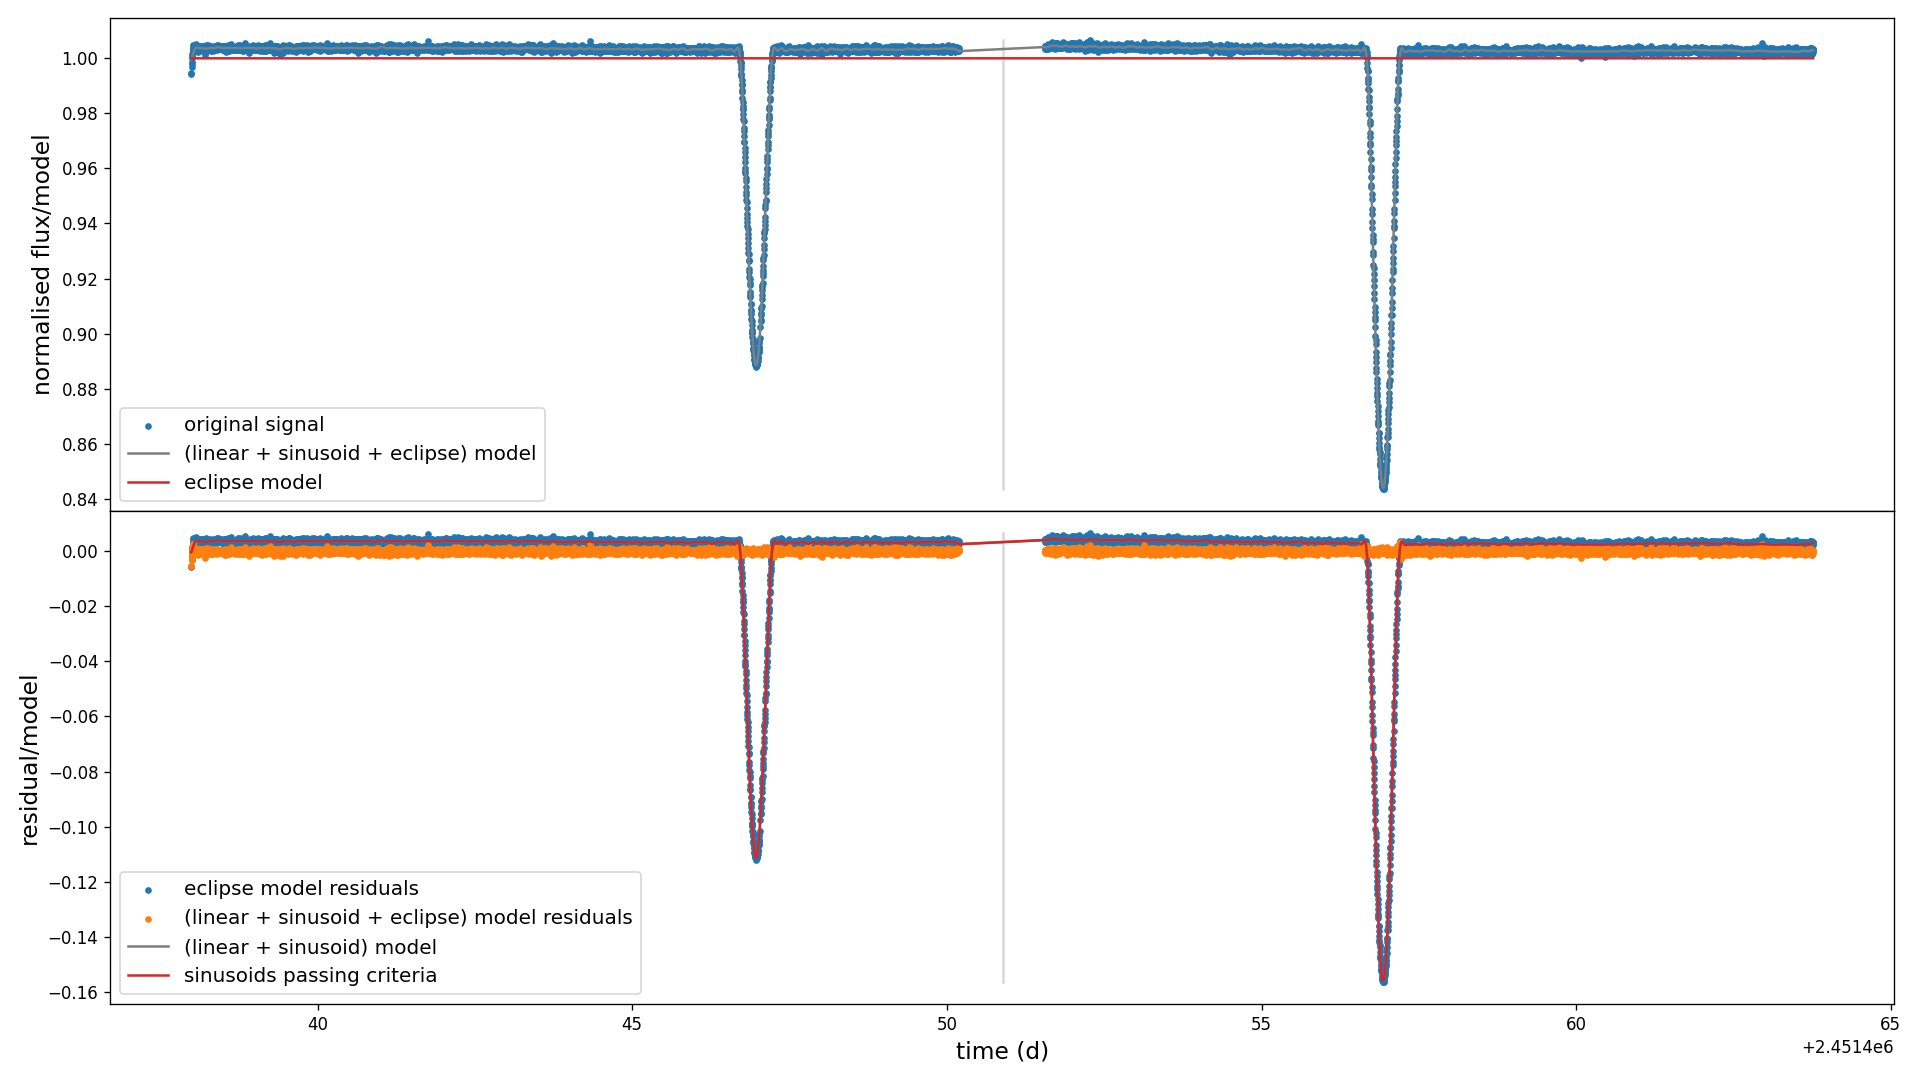 normalised flux/model
1.00
0.98
0.96
0.94
0.92
0.90
0.88
0.86
0.84
original signal
(linear + sinusoid + eclipse) model
eclipse model
residual/model
0.00
−0.02
−0.04
−0.06
−0.08
−0.10
−0.12
−0.14
−0.16
eclipse model residuals
(linear + sinusoid + eclipse) model residuals
(linear + sinusoid) model
sinusoids passing criteria
40 45 50 55 60 65
time (d)
+2.4514e6